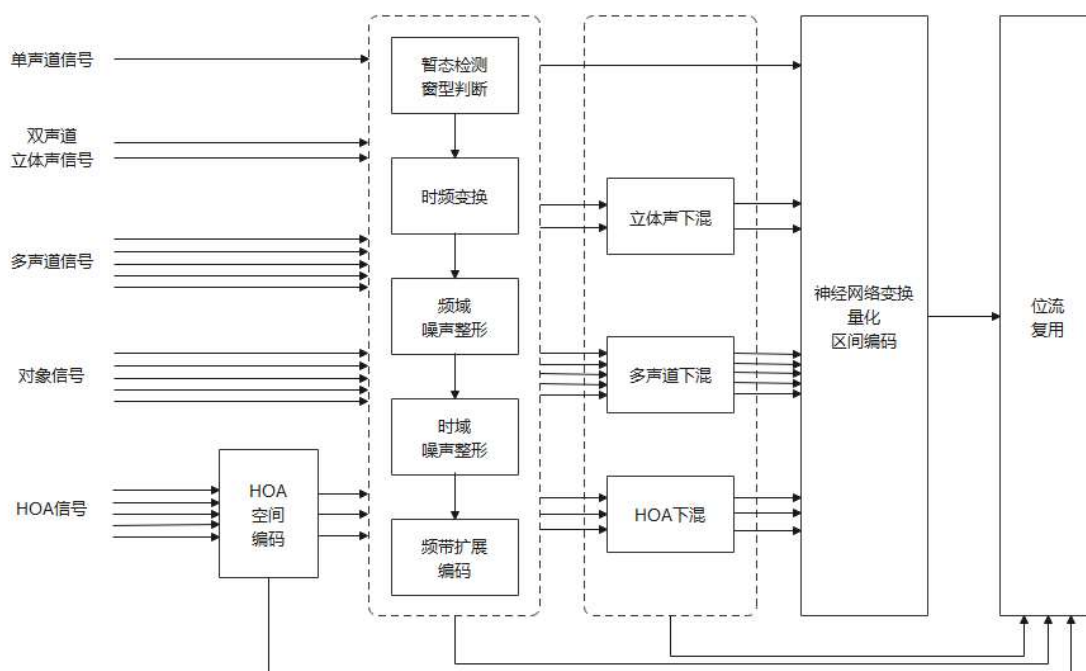 单声道信号
双声道
立体声信号
多声道信号
对象信号
HOA信号
HOA
空间
编码
暂态检测
窗型判断
时频变换
频域
噪声整形
时域
噪声整形
频带扩展
编码
立体声下混
多声道下混
HOA下混
神经网络变换
量化
区间编码
位流
复用